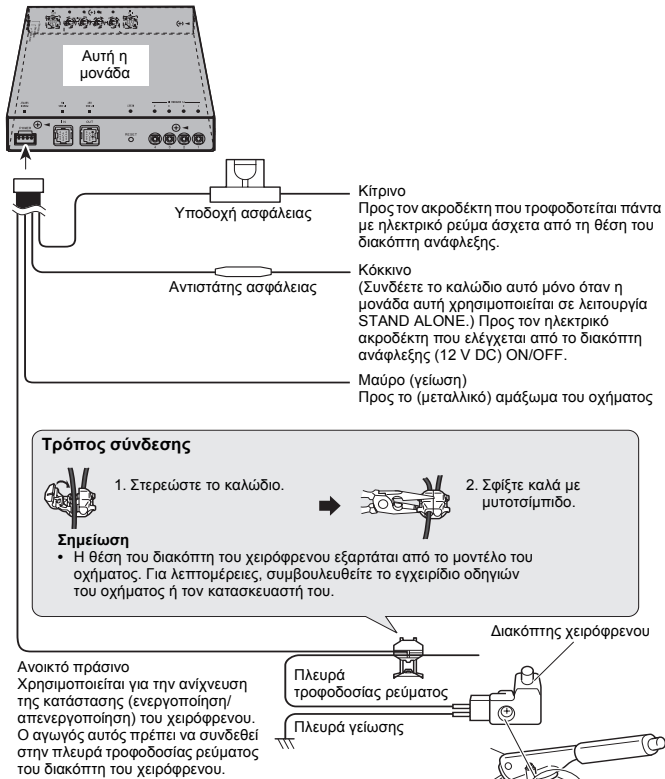 Αυτή η
μονάδα
POWER
IN
OUT
RESET
Υποδοχή ασφάλειας
Κίτρινο
Προς τον ακροδέκτη που τροφοδοτείται πάντα
με ηλεκτρικό ρεύμα άσχετα από τη θέση του
διακόπτη ανάφλεξης.
Αντιστάτης ασφάλειας
Κόκκινο
(Συνδέετε το καλώδιο αυτό μόνο όταν η
μονάδα αυτή χρησιμοποιείται σε λειτουργία
STAND ALONE.) Προς τον ηλεκτρικό
ακροδέκτη που ελέγχεται από το διακόπτη
ανάφλεξης (12 V DC) ON/OFF.
Μαύρο (γείωση)
Προς το (μεταλλικό) αμάξωμα του οχήματος
Τρόπος σύνδεσης
1. Στερεώστε το καλώδιο.
2. Σφίξτε καλά με
μυτοτσίμπιδο.
Σημείωση
• Η θέση του διακόπτη του χειρόφρενου εξαρτάται από το μοντέλο του
οχήματος. Για λεπτομέρειες, συμβουλευθείτε το εγχειρίδιο οδηγιών
του οχήματος ή τον κατασκευαστή του.
Διακόπτης χειρόφρενου
Ανοικτό πράσινο
Χρησιμοποιείται για την ανίχνευση
της κατάστασης (ενεργοποίηση/
απενεργοποίηση) του χειρόφρενου.
Ο αγωγός αυτός πρέπει να συνδεθεί
στην πλευρά τροφοδοσίας ρεύματος
του διακόπτη του χειρόφρενου.
Πλευρά
τροφοδοσίας ρεύματος
Πλευρά γείωσης